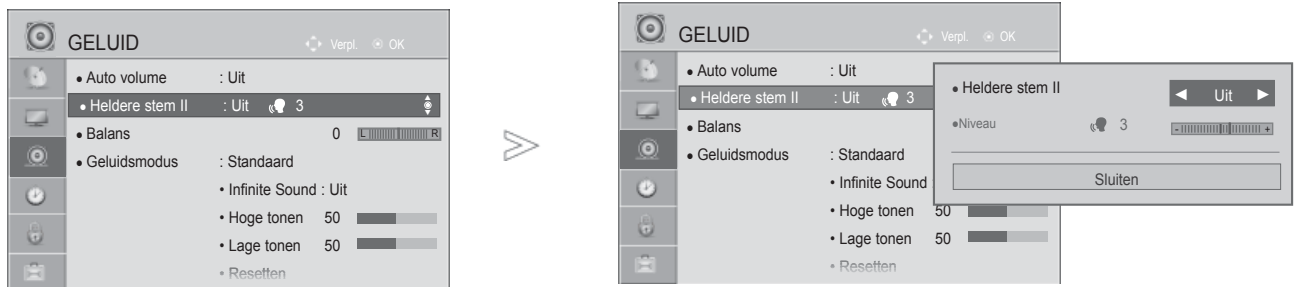 GELUID
Verpl. OK
• Auto volume : Uit
• Heldere stem II : Uit 3
• Balans 0 L R
• Geluidsmodus : Standaard
• Infinite Sound : Uit
• Hoge tonen 50
• Lage tonen 50
• Resetten
GELUID
Verpl. OK
• Auto volume : Uit
• Heldere stem II : Uit 3
• Balans
• Geluidsmodus : Standaard
• Infinite Sound
• Hoge tonen 50
• Lage tonen 50
• Resetten
• Heldere stem II ◄ Uit ►
•Niveau 3 - +
Sluiten